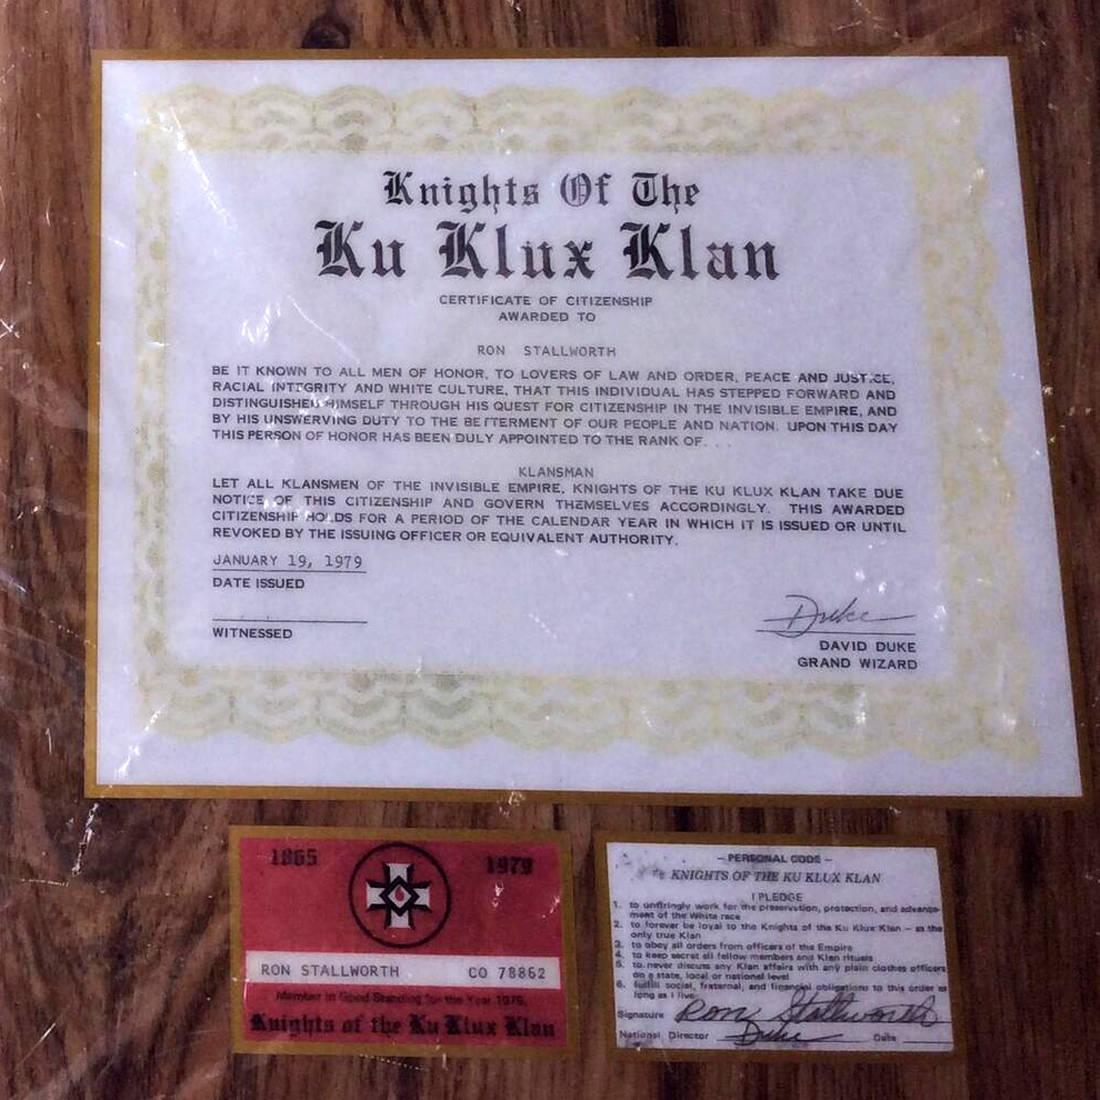 Knights Of The
Ku Klux Klan
CERTIFICATE OF CITIZENSHIP
AWARDED TO
RON STALLWORTH
BE IT KNOWN TO ALL MEN OF HONOR, TO LOVERS OF LAW AND ORDER, PEACE AND JUSTICE,
RACIAL INTEGRITY AND WHITE CULTURE, THAT THIS INDIVIDUAL HAS STEPPED FORWARD AND
DISTINGUISHED HIMSELF THROUGH HIS QUEST FOR CITIZENSHIP IN THE INVISIBLE EMPIRE, AND
BY HIS UNSWERVING DUTY TO THE BETTERMENT OF OUR PEOPLE AND NATION. UPON THIS DAY
THIS PERSON OF HONOR HAS BEEN DULY APPOINTED TO THE RANK OF. . .
KLANSMAN
LET ALL KLANSMEN OF THE INVISIBLE EMPIRE, KNIGHTS OF THE KU KLUX KLAN TAKE DUE
NOTICE OF THIS CITIZENSHIP AND GOVERN THEMSELVES ACCORDINGLY. THIS AWARDED
CITIZENSHIP HOLDS FOR A PERIOD OF THE CALENDAR YEAR IN WHICH IT IS ISSUED OR UNTIL
REVOKED BY THE ISSUING OFFICER OR EQUIVALENT AUTHORITY.
JANUARY 19, 1979
DATE ISSUED
WITNESSED
Duke
DAVID DUKE
GRAND WIZARD
1865 1979
RON STALLWORTH CO 78862
Member in Good Standing for the Year 1979,
Knights of the Ku Klux Klan
– PERSONAL CODE –
KNIGHTS OF THE KU KLUX KLAN
I PLEDGE
1. to unfiringly work for the preservation, protection, and advance-
ment of the White race
2. to forever be loyal to the Knights of the Ku Klux Klan – as the
only true Klan
3. to obey all orders from officers of the Empire
4. to keep secret all fellow members and Klan rituals
5. to never discuss any Klan affairs with any plain clothes officers
on a state, local or national level
6. fulfill social, fraternal, and financial obligations to this order as
long as I live
Signature Ron Stallworth
National Director Duke Date